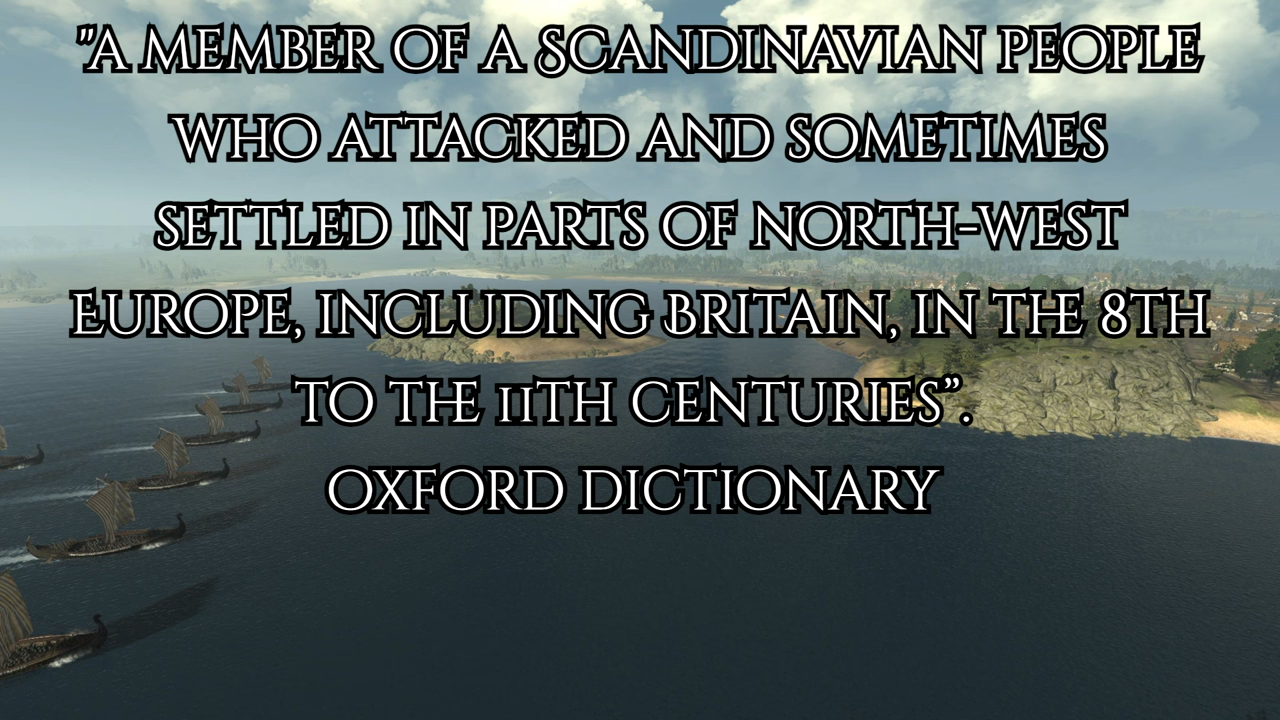 "A member of a Scandinavian people
who attacked and sometimes
settled in parts of north-west
Europe, including Britain, in the 8th
to the 11th centuries”.
Oxford Dictionary